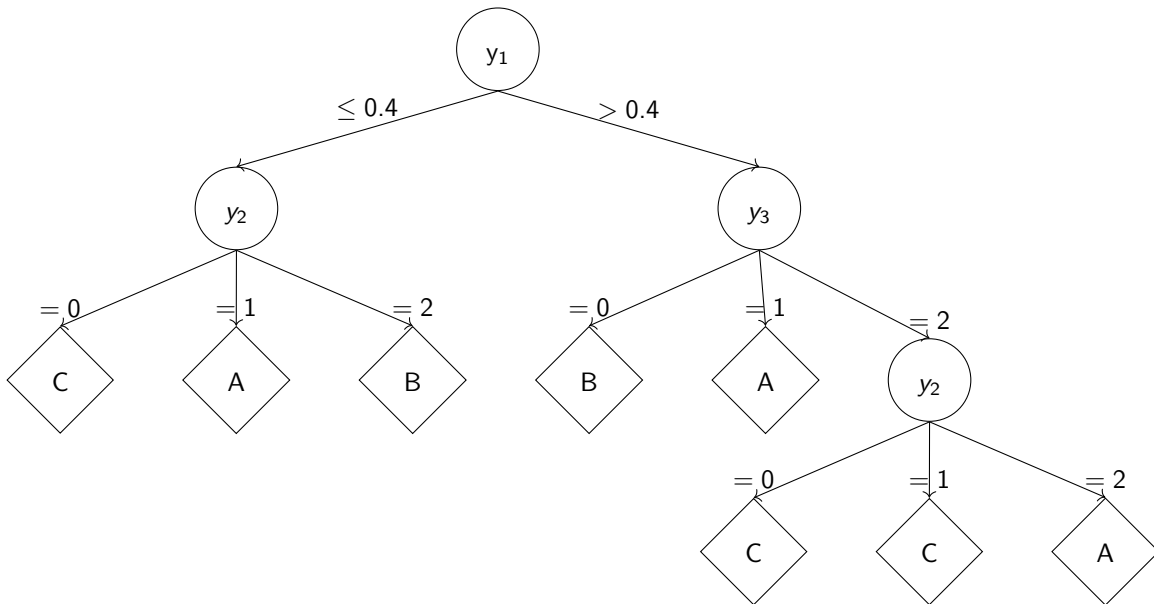 y₁
≤ 0.4 > 0.4
y₂ y₃
= 0 = 1 = 2 = 0 = 1 = 2
C A B B A y₂
= 0 = 1 = 2
C C A